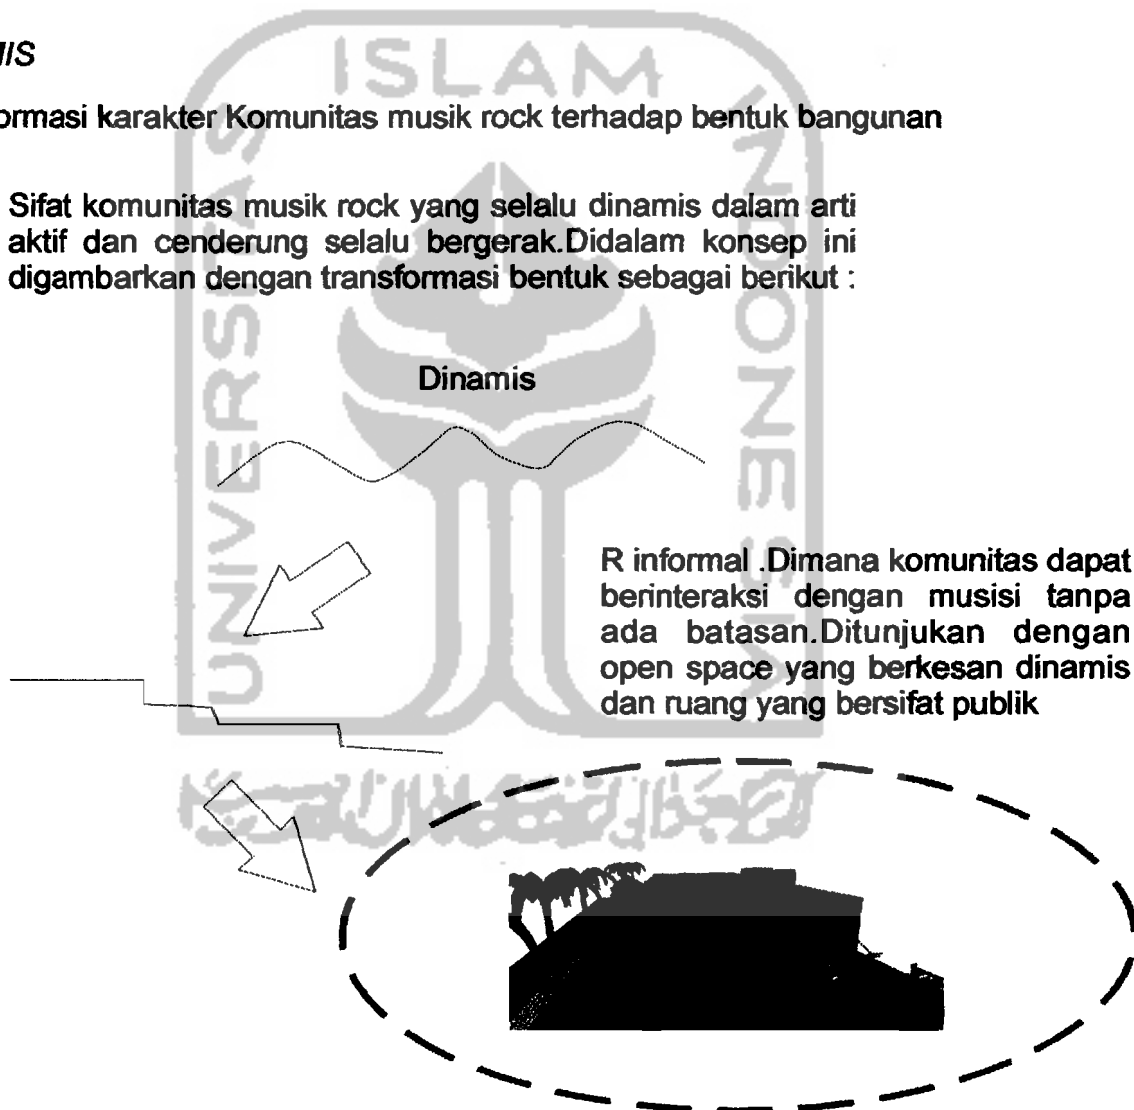 ISLAM
UNIVERSITAS
INDONESIA
Sifat komunitas musik rock yang selalu dinamis dalam arti
aktif dan cenderung selalu bergerak.Didalam konsep ini
digambarkan dengan transformasi bentuk sebagai berikut :
karakter Komunitas musik rock terhadap bentuk bangunan
Dinamis
R informal .Dimana komunitas dapat
berinteraksi dengan musisi tanpa
ada batasan.Ditunjukan dengan
open space yang berkesan dinamis
dan ruang yang bersifat publik